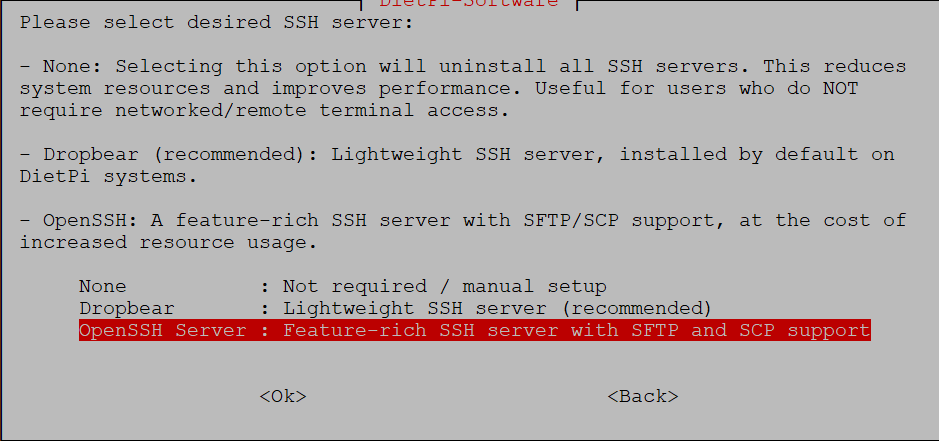 DietPi-Software
Please select desired SSH server:
- None: Selecting this option will uninstall all SSH servers. This reduces
system resources and improves performance. Useful for users who do NOT
require networked/remote terminal access.
- Dropbear (recommended): Lightweight SSH server, installed by default on
DietPi systems.
- OpenSSH: A feature-rich SSH server with SFTP/SCP support, at the cost of
increased resource usage.
None : Not required / manual setup
Dropbear : Lightweight SSH server (recommended)
OpenSSH Server : Feature-rich SSH server with SFTP and SCP support
<Ok> <Back>